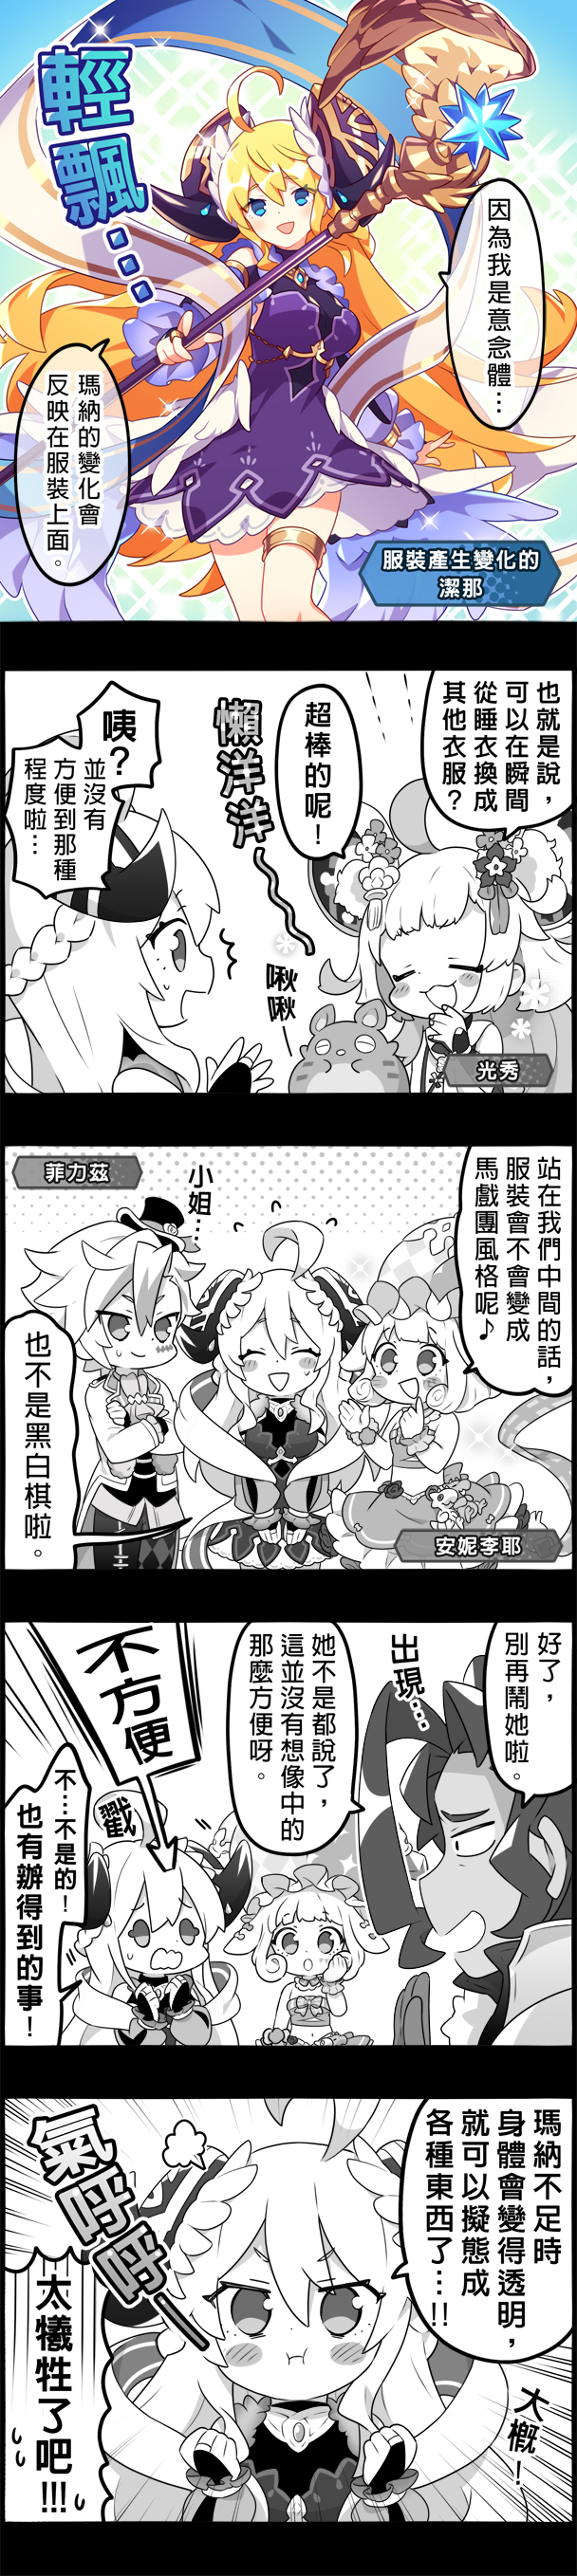 輕飄…
因為我是意念體…
瑪納的變化會
反映在服裝上面。
服裝產生變化的
潔那
也就是說，
可以在瞬間
從睡衣換成
其他衣服？
超棒的呢！
懶洋洋～
啾啾－
咦？
並沒有
方便到那種
程度啦…
光秀
站在我們中間的話，
服裝會不會變成
馬戲團風格呢♪
菲力茲
小姐…
也不是黑白棋啦。
安妮李耶
好了，
別再鬧她啦。
出現…
她不是都說了，
這並沒有想像中的
那麼方便呀。
不方便
戳
不…不是的！
也有辦得到的事！
瑪納不足時
身體會變得透明，
就可以擬態成
各種東西了…!!
大概！
氣呼呼－
太犧牲了吧!!!